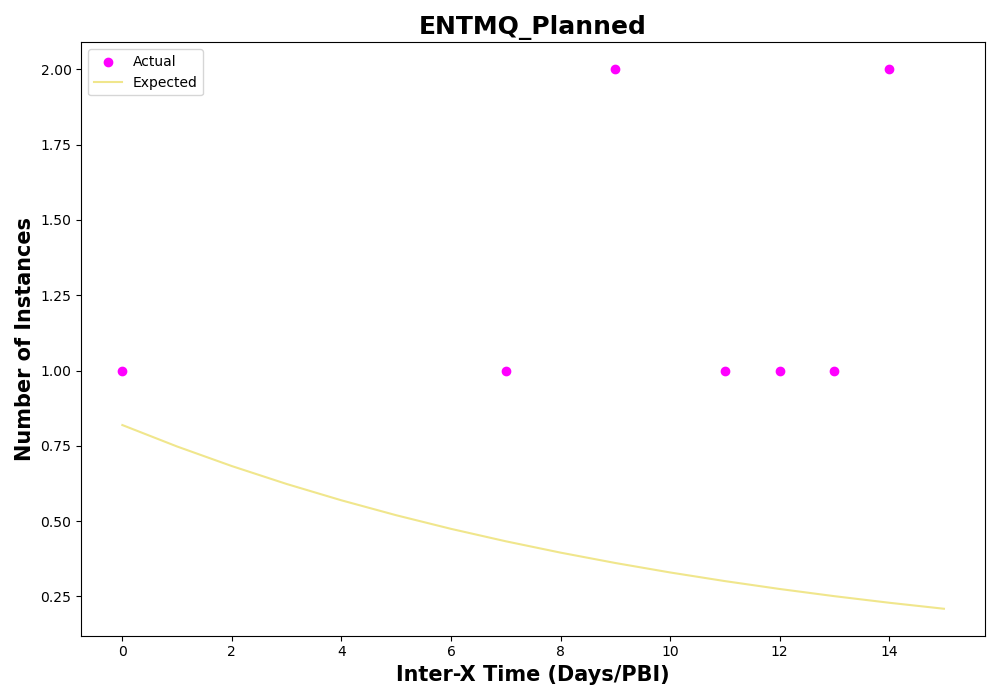 ENTMQ_Planned
Actual
Expected
Number of Instances
2.00
1.75
1.50
1.25
1.00
0.75
0.50
0.25
0 2 4 6 8 10 12 14
Inter-X Time (Days/PBI)